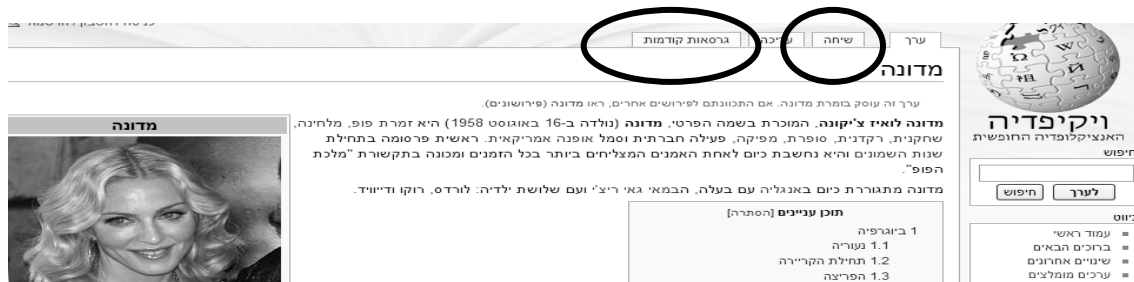 ערך שיחה עריכה גרסאות קודמות
מדונה
ערך זה עוסק בזמרת מדונה. אם התכוונתם לפירושים אחרים, ראו מדונה (פירושונים).
מדונה לואיז צ'יקונה, המוכרת בשמה הפרטי, מדונה (נולדה ב-16 באוגוסט 1958) היא זמרת פופ, מלחינה,
שחקנית, רקדנית, סופרת, מפיקה, פעילה חברתית וסמל אופנה אמריקאית. ראשית פרסומה בתחילת
שנות השמונים והיא נחשבת כיום לאחת האמנים המצליחים ביותר בכל הזמנים ומכונה בתקשורת "מלכת
הפופ".
מדונה מתגוררת כיום באנגליה עם בעלה, הבמאי גאי ריצ'י ועם שלושת ילדיה: לורדס, רוקו ודייוויד.
תוכן עניינים [הסתרה]
1 ביוגרפיה
1.1 נעוריה
1.2 תחילת הקריירה
1.3 הפריצה
מדונה
ויקיפדיה
האנציקלופדיה החופשית
חיפוש
לערך חיפוש
ניווט
עמוד ראשי
ברוכים הבאים
שינויים אחרונים
ערכים מומלצים